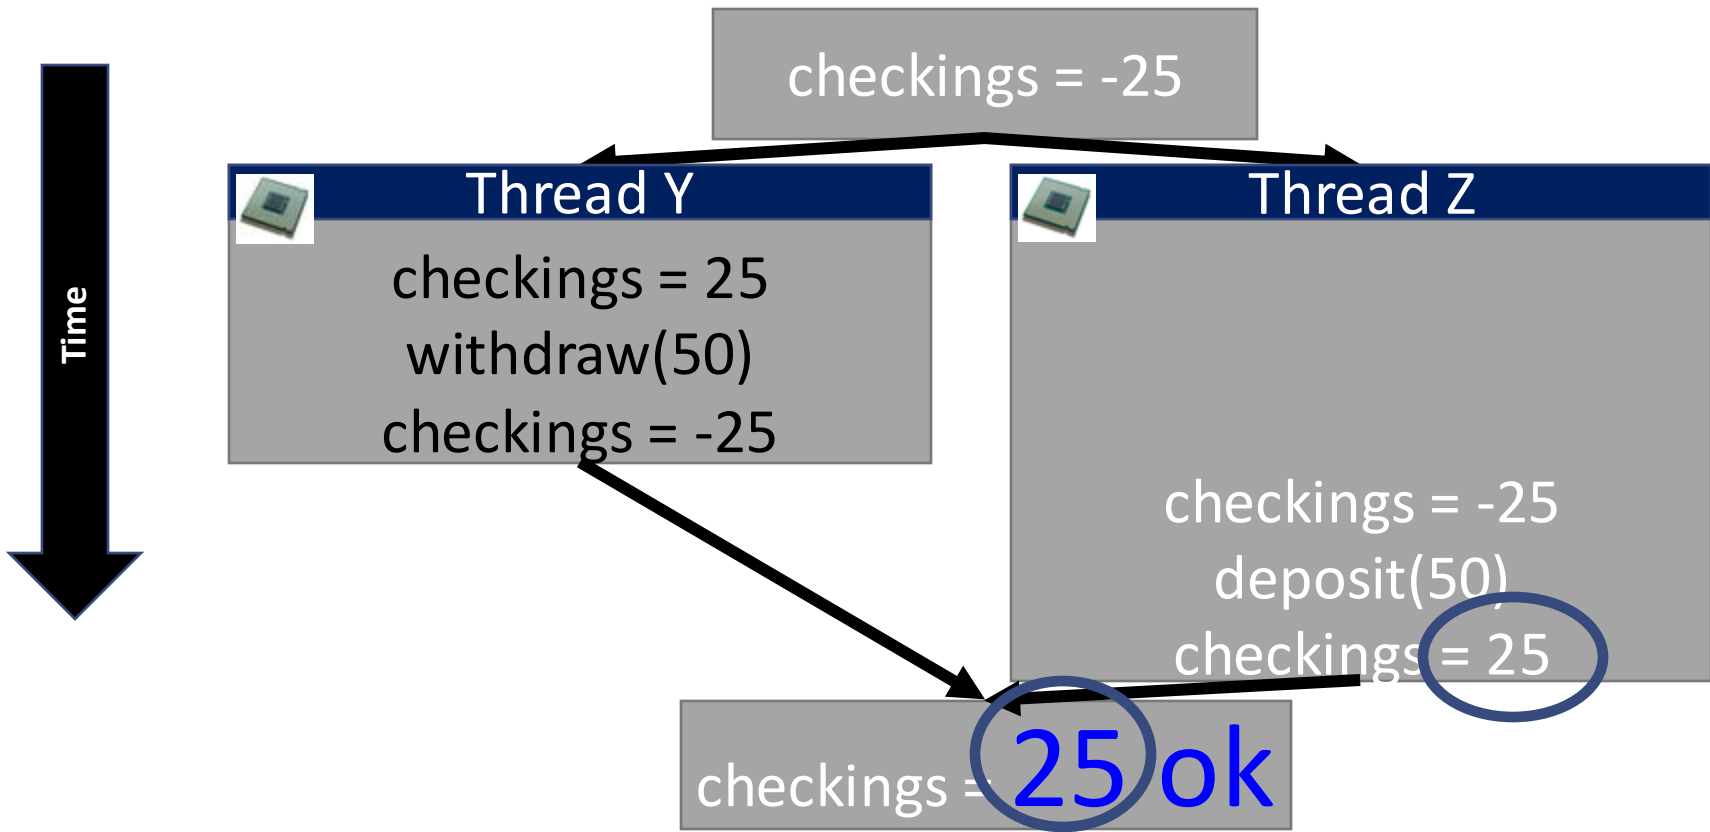 checkings = -25
Time
Thread Y
checkings = 25
withdraw(50)
checkings = -25
Thread Z
checkings = -25
deposit(50)
checkings = 25
checkings = 25 ok